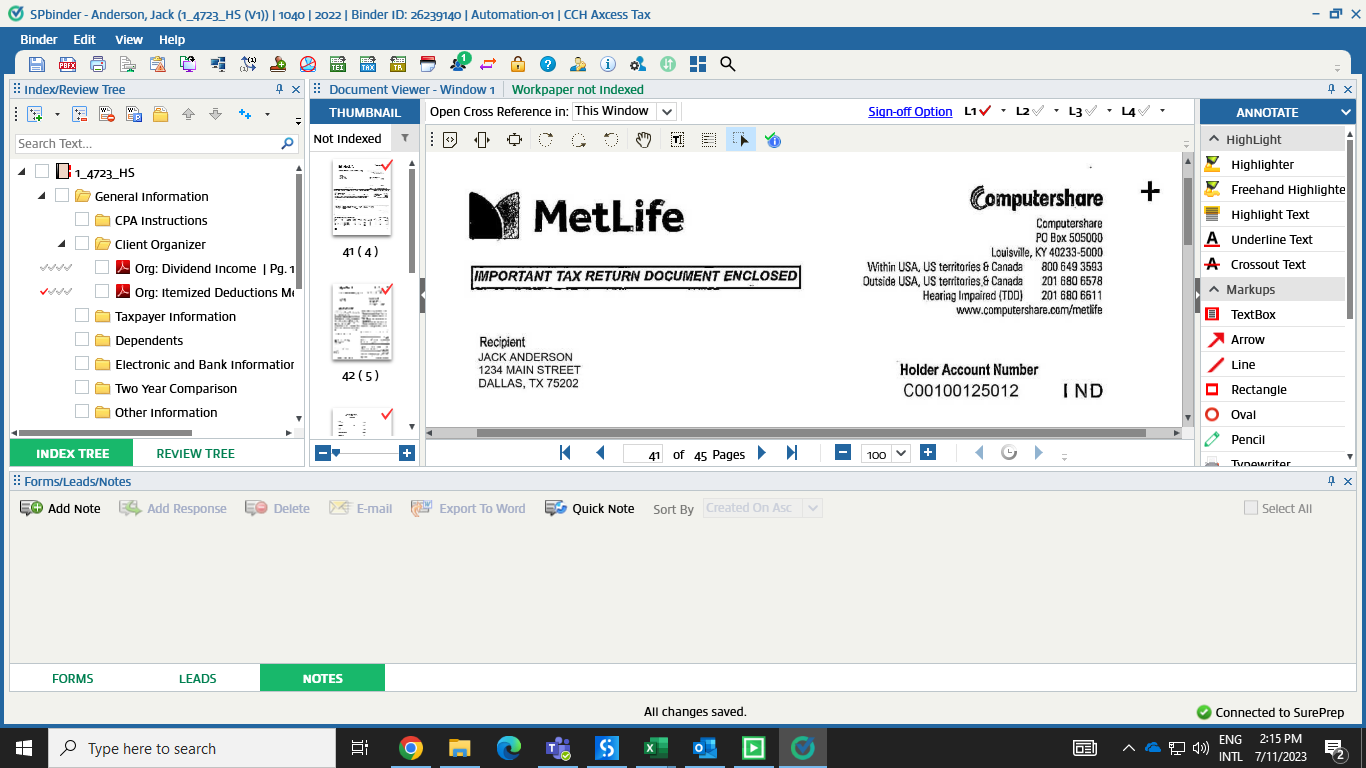 SPbinder - Anderson, Jack (1_4723_HS (V1)) | 1040 | 2022 | Binder ID: 26239140 | Automation-01 | CCH Axcess Tax
Binder Edit View Help
PBFX
TEI
TAX
TR
1
Index/Review Tree
Search Text...
1_4723_HS
General Information
CPA Instructions
Client Organizer
Org: Dividend Income | Pg. 1
Org: Itemized Deductions Me
Taxpayer Information
Dependents
Electronic and Bank Information
Two Year Comparison
Other Information
INDEX TREE REVIEW TREE
Document Viewer - Window 1 Workpaper not Indexed
THUMBNAIL
Not Indexed
41 ( 4 )
42 ( 5 )
Open Cross Reference in: This Window
Sign-off Option L1 L2 L3 L4
MetLife
IMPORTANT TAX RETURN DOCUMENT ENCLOSED
Recipient
JACK ANDERSON
1234 MAIN STREET
DALLAS, TX 75202
Computershare
Computershare
PO Box 505000
Louisville, KY 40233-5000
Within USA, US territories & Canada 800 649 3593
Outside USA, US territories & Canada 201 680 6578
Hearing Impaired (TDD) 201 680 6611
www.computershare.com/metlife
Holder Account Number
C00100125012 IND
41 of 45 Pages
100
ANNOTATE
HighLight
Highlighter
Freehand Highlighte
Highlight Text
Underline Text
Crossout Text
Markups
TextBox
Arrow
Line
Rectangle
Oval
Pencil
Typewriter
Forms/Leads/Notes
Add Note Add Response Delete E-mail Export To Word Quick Note Sort By Created On Asc Select All
FORMS LEADS NOTES
All changes saved.
Connected to SurePrep
Type here to search
ENG
INTL
2:15 PM
7/11/2023
2